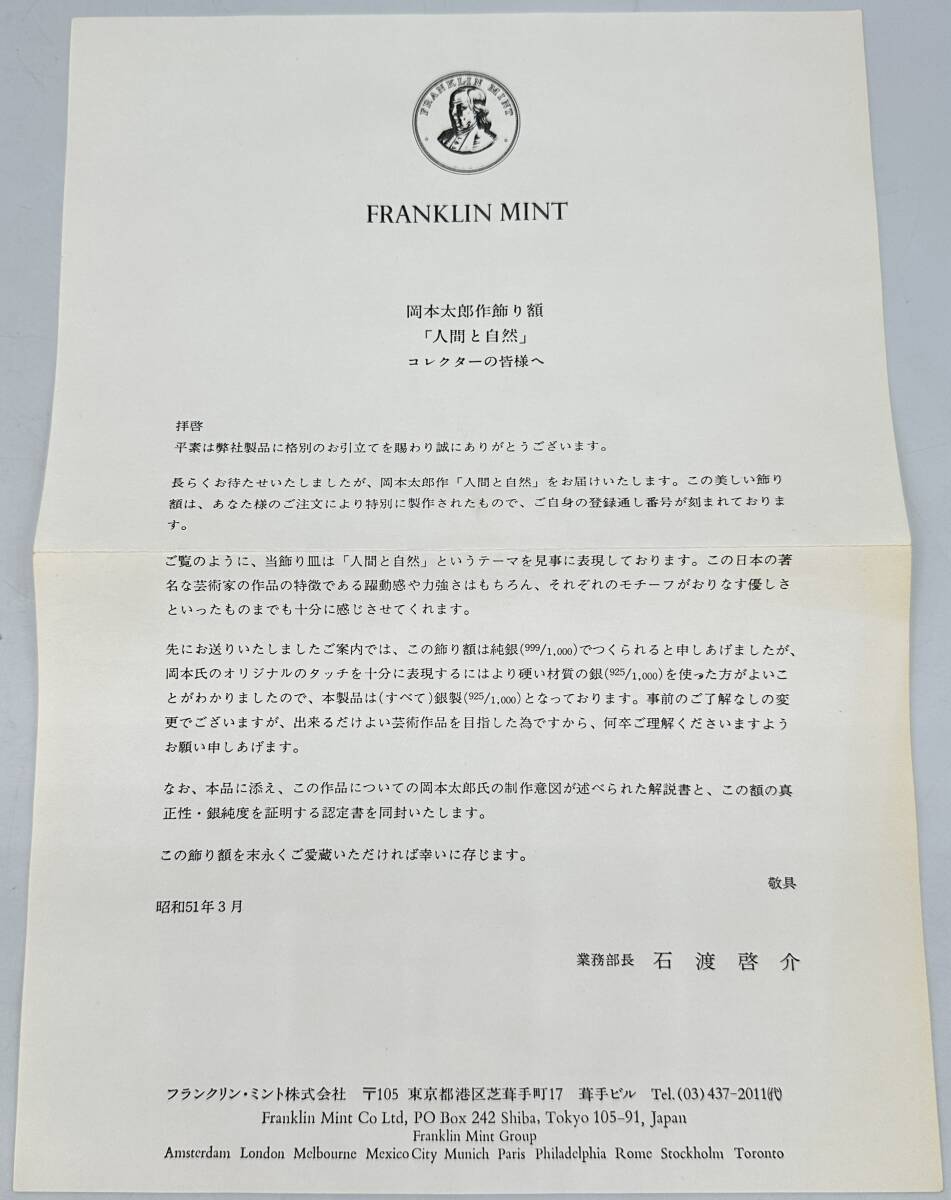 FRANKLIN MINT
FRANKLIN MINT
岡本太郎作飾り額
「人間と自然」
コレクターの皆様へ
拝啓
平素は弊社製品に格別のお引立てを賜わり誠にありがとうございます。
長らくお待たせいたしましたが、岡本太郎作「人間と自然」をお届けいたします。この美しい飾り
額は、あなた様のご注文により特別に製作されたもので、ご自身の登録通し番号が刻まれておりま
す。
ご覧のように、当飾り皿は「人間と自然」というテーマを見事に表現しております。この日本の著
名な芸術家の作品の特徴である躍動感や力強さはもちろん、それぞれのモチーフがおりなす優しさ
といったものまでも十分に感じさせてくれます。
先にお送りいたしましたご案内では、この飾り額は純銀(999/1,000)でつくられると申しあげましたが、
岡本氏のオリジナルのタッチを十分に表現するにはより硬い材質の銀(925/1,000)を使った方がよいこ
とがわかりましたので、本製品は(すべて)銀製(925/1,000)となっております。事前のご了解なしの変
更でございますが、出来るだけよい芸術作品を目指した為ですから、何卒ご理解くださいますよう
お願い申しあげます。
なお、本品に添え、この作品についての岡本太郎氏の制作意図が述べられた解説書と、この額の真
正性・銀純度を証明する認定書を同封いたします。
この飾り額を末永くご愛蔵いただければ幸いに存じます。
敬具
昭和51年3月
業務部長 石渡啓介
フランクリン・ミント株式会社 〒105 東京都港区芝葺手町17 葺手ビル Tel.(03)437-2011(代)
Franklin Mint Co Ltd, PO Box 242 Shiba, Tokyo 105-91, Japan
Franklin Mint Group
Amsterdam London Melbourne Mexico City Munich Paris Philadelphia Rome Stockholm Toronto